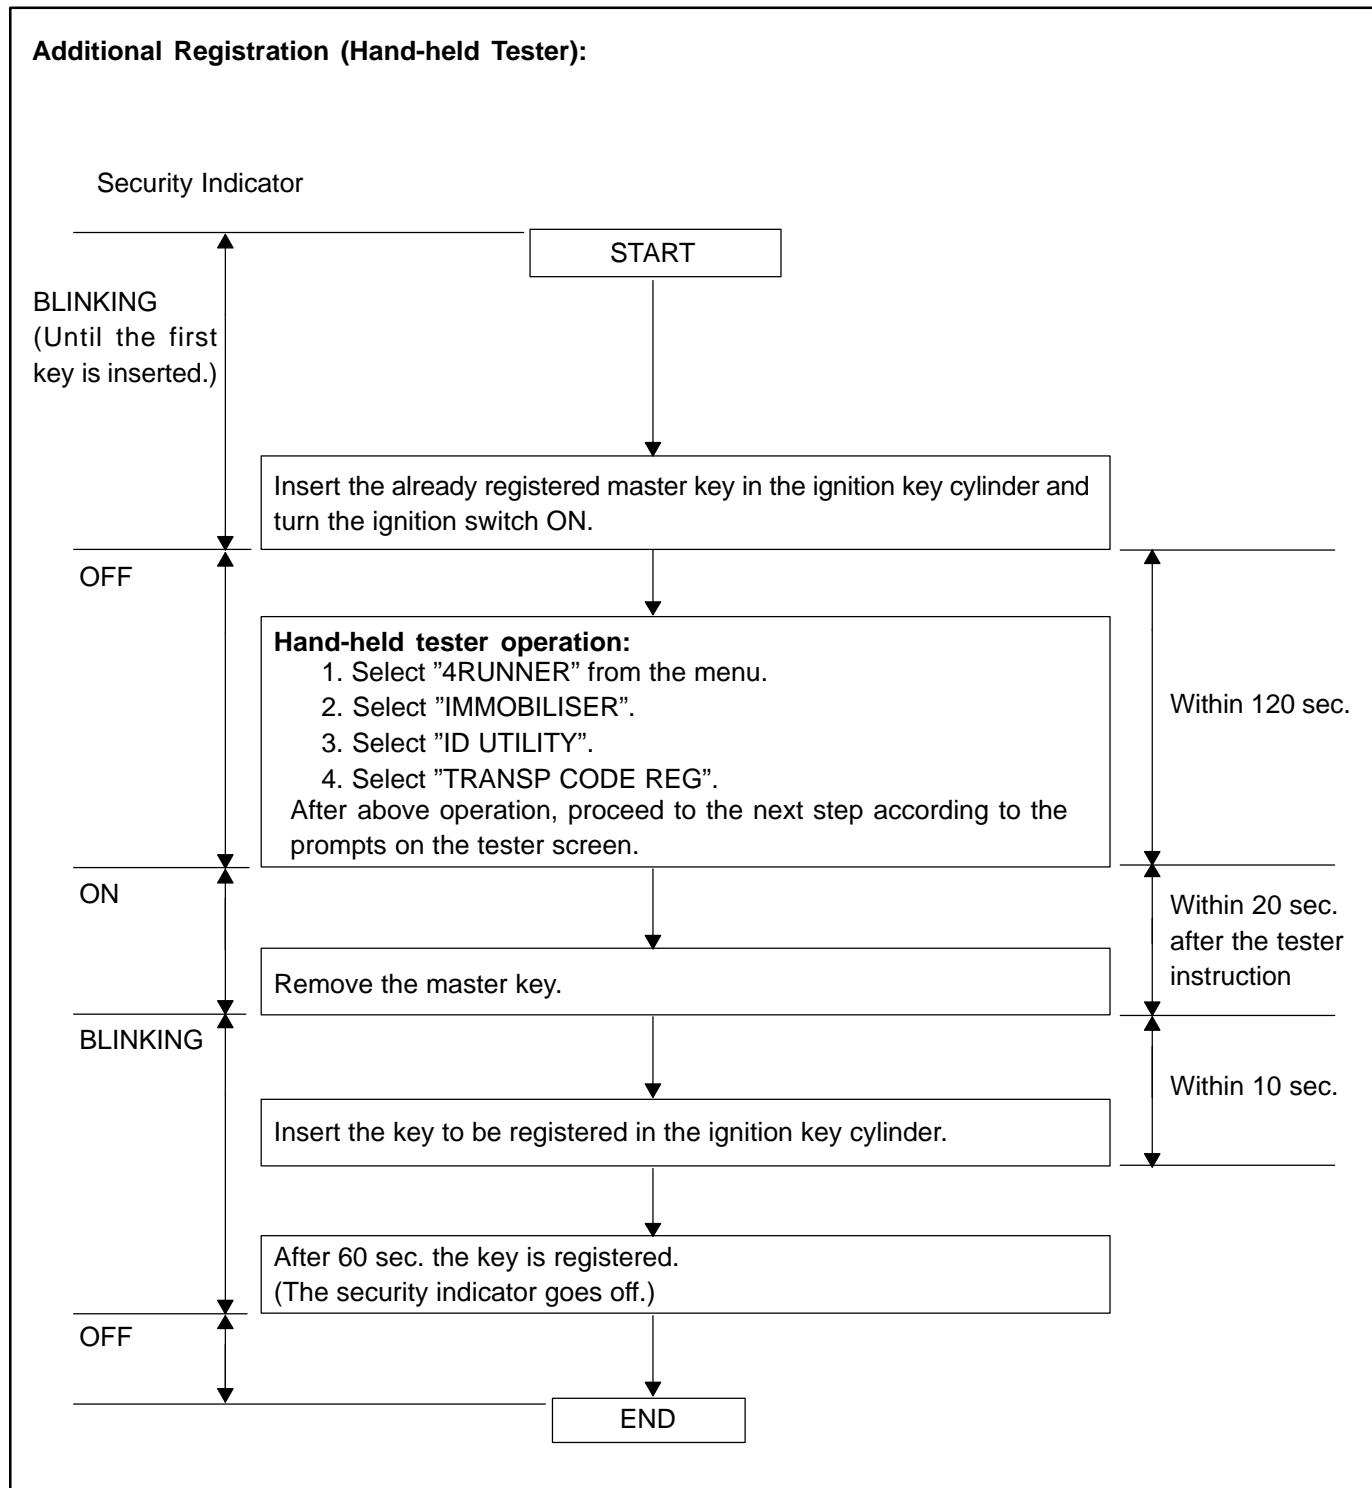 Additional Registration (Hand-held Tester):
Security Indicator
START
BLINKING
(Until the first
key is inserted.)
Insert the already registered master key in the ignition key cylinder and
turn the ignition switch ON.
OFF
Hand-held tester operation:
1. Select ”4RUNNER” from the menu.
2. Select ”IMMOBILISER”.
3. Select ”ID UTILITY”.
4. Select ”TRANSP CODE REG”.
After above operation, proceed to the next step according to the
prompts on the tester screen.
Within 120 sec.
ON
Within 20 sec.
after the tester
instruction
Remove the master key.
BLINKING
Within 10 sec.
Insert the key to be registered in the ignition key cylinder.
After 60 sec. the key is registered.
(The security indicator goes off.)
OFF
END